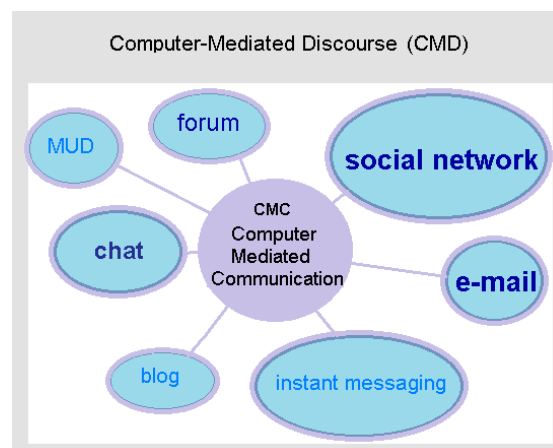 Computer-Mediated Discourse (CMD)
forum
MUD
social network
CMC
Computer
Mediated
Communication
chat
e-mail
blog
instant messaging